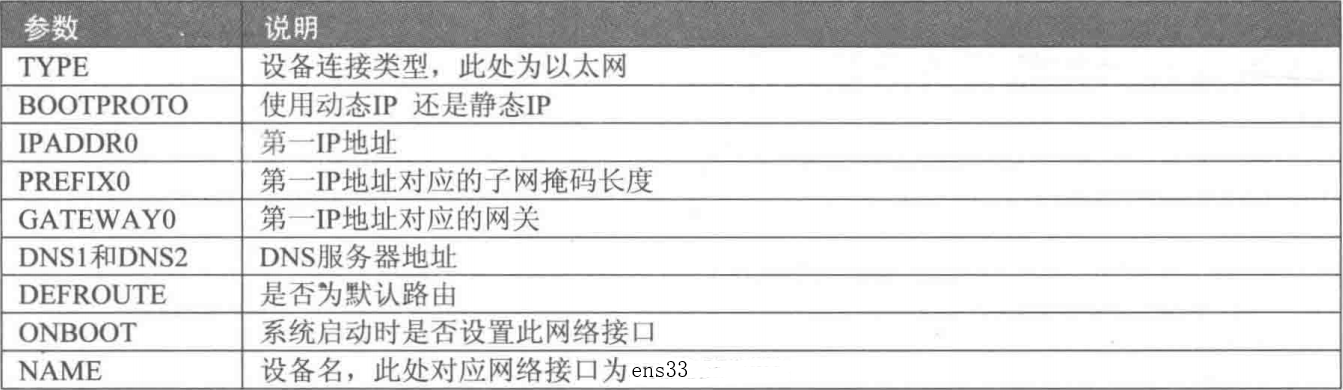 参数 说明
TYPE 设备连接类型，此处为以太网
BOOTPROTO 使用动态IP 还是静态IP
IPADDR0 第一IP地址
PREFIX0 第一IP地址对应的子网掩码长度
GATEWAY0 第一IP地址对应的网关
DNS1和DNS2 DNS服务器地址
DEFROUTE 是否为默认路由
ONBOOT 系统启动时是否设置此网络接口
NAME 设备名，此处对应网络接口为ens33